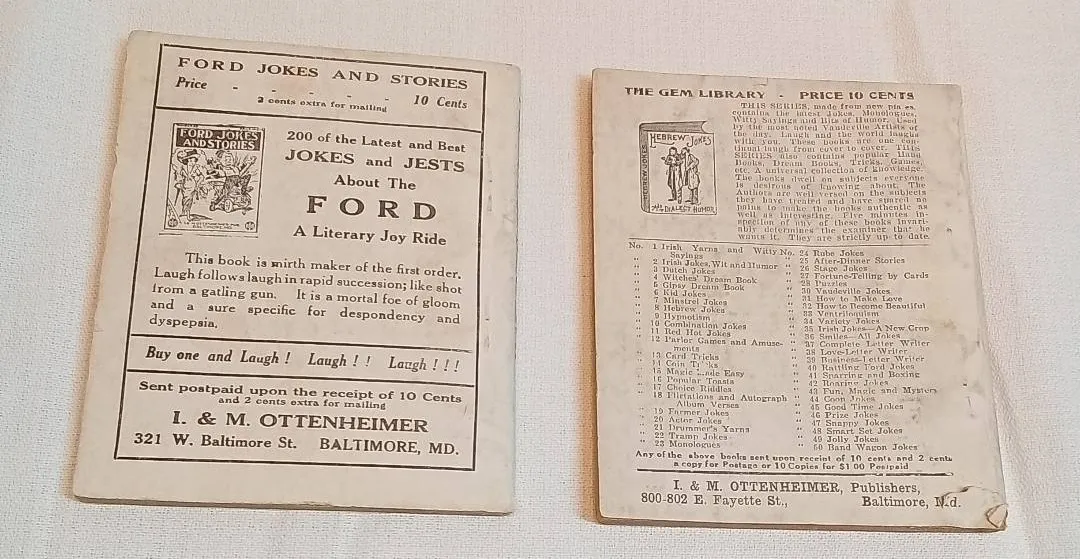 FORD JOKES AND STORIES
Price - - - - - 10 Cents
2 cents extra for mailing
FORD JOKES
AND STORIES
200 of the Latest and Best
JOKES and JESTS
About The
FORD
A Literary Joy Ride
This book is mirth maker of the first order.
Laugh follows laugh in rapid succession; like shot
from a gatling gun. It is a mortal foe of gloom
and a sure specific for despondency and
dyspepsia.
Buy one and Laugh! Laugh!! Laugh!!!
Sent postpaid upon the receipt of 10 Cents
and 2 cents extra for mailing
I. & M. OTTENHEIMER
321 W. Baltimore St. BALTIMORE, MD.
THE GEM LIBRARY - PRICE 10 CENTS
THIS SERIES, made from new plates,
contains the latest Jokes, Monologues,
Witty Sayings and Bits of Humor. Used
by the most noted Vaudeville Artists of
the day. Laugh and the world laughs
with you. These books are one con-
tinual laugh from cover to cover. THIS
SERIES also contains popular Hand
Books, Dream Books, Tricks, Games,
etc. A universal collection of knowledge.
The books dwell on subjects everyone
is desirous of knowing about. The
Authors are well versed on the subjects
they have treated and have spared no
pains to make the books authentic as
well as interesting. Five minutes in-
spection of any of these books invari-
ably determines the examiner that he
wants it. They are strictly up to date.
HEBREW JOKES
HEBREW JOKES
AND DIALECT HUMOR
No. 1 Irish Yarns and Witty
Sayings
" 2 Irish Jokes, Wit and Humor
" 3 Dutch Jokes
" 4 Witches' Dream Book
" 5 Gipsy Dream Book
" 6 Kid Jokes
" 7 Minstrel Jokes
" 8 Hebrew Jokes
" 9 Hypnotism
" 10 Combination Jokes
" 11 Red Hot Jokes
" 12 Parlor Games and Amuse-
ments
" 13 Card Tricks
" 14 Coin Tricks
" 15 Magic Made Easy
" 16 Popular Toasts
" 17 Choice Riddles
" 18 Flirtations and Autograph
Album Verses
" 19 Farmer Jokes
" 20 Actor Jokes
" 21 Drummer's Yarns
" 22 Tramp Jokes
" 23 Monologues
No. 24 Rube Jokes
" 25 After-Dinner Stories
" 26 Stage Jokes
" 27 Fortune-Telling by Cards
" 28 Puzzles
" 30 Vaudeville Jokes
" 31 How to Make Love
" 32 How to Become Beautiful
" 33 Ventriloquism
" 34 Variety Jokes
" 35 Irish Jokes—A New Crop
" 36 Smiles—All Jokes
" 37 Complete Letter Writer
" 38 Love-Letter Writer
" 39 Business-Letter Writer
" 40 Rattling Ford Jokes
" 41 Sparring and Boxing
" 42 Roaring Jokes
" 43 Fun, Magic and Mystery
" 44 Coon Jokes
" 45 Good Time Jokes
" 46 Prize Jokes
" 47 Snappy Jokes
" 48 Smart Set Jokes
" 49 Jolly Jokes
" 50 Band Wagon Jokes
Any of the above books sent upon receipt of 10 cents and 2 cents
a copy for Postage or 10 Copies for $1.00 Postpaid
I. & M. OTTENHEIMER, Publishers,
800-802 E. Fayette St., Baltimore, Md.